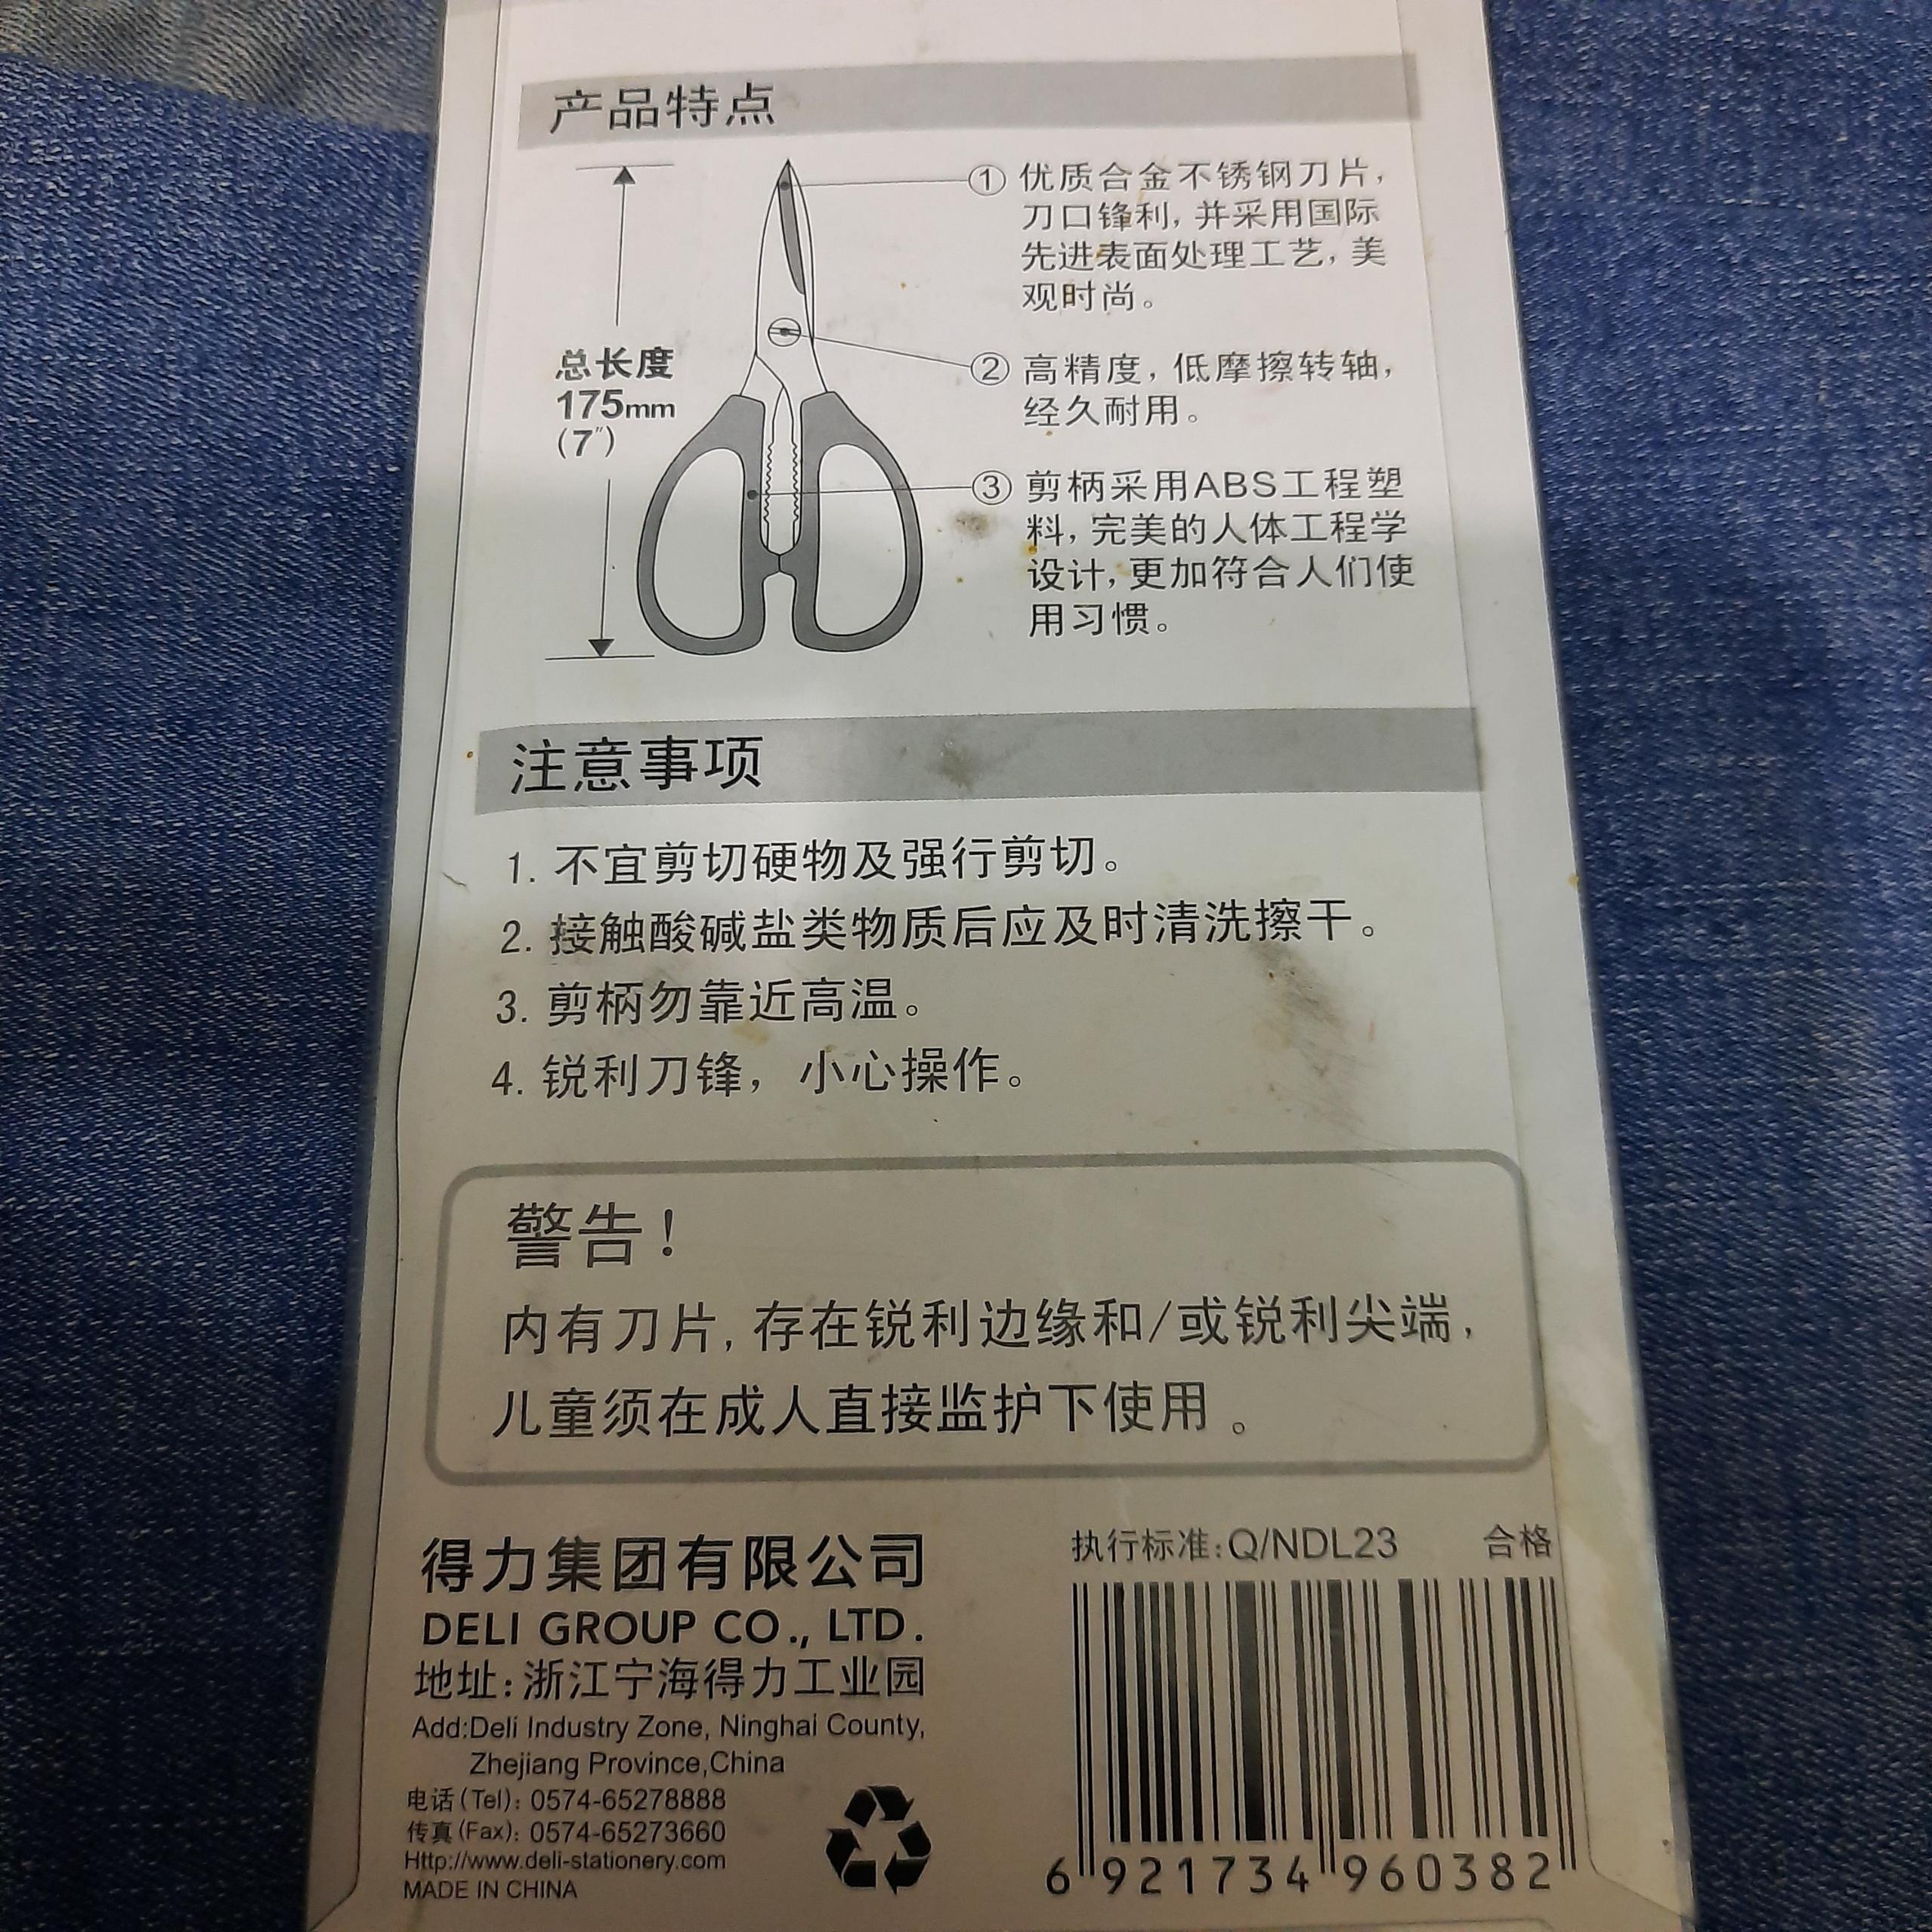 产品特点
① 优质合金不锈钢刀片,
刀口锋利, 并采用国际
先进表面处理工艺, 美
观时尚。
总长度
175mm
(7")
② 高精度, 低摩擦转轴,
经久耐用。
③ 剪柄采用ABS工程塑
料, 完美的人体工程学
设计, 更加符合人们使
用习惯。
注意事项
1. 不宜剪切硬物及强行剪切。
2. 接触酸碱盐类物质后应及时清洗擦干。
3. 剪柄勿靠近高温。
4. 锐利刀锋, 小心操作。
警告!
内有刀片, 存在锐利边缘和/或锐利尖端,
儿童须在成人直接监护下使用。
得力集团有限公司
DELI GROUP CO., LTD.
地址: 浙江宁海得力工业园
Add:Deli Industry Zone, Ninghai County,
Zhejiang Province,China
电话(Tel): 0574-65278888
传真(Fax): 0574-65273660
Http://www.deli-stationery.com
MADE IN CHINA
执行标准: Q/NDL23 合格
6 921734 960382